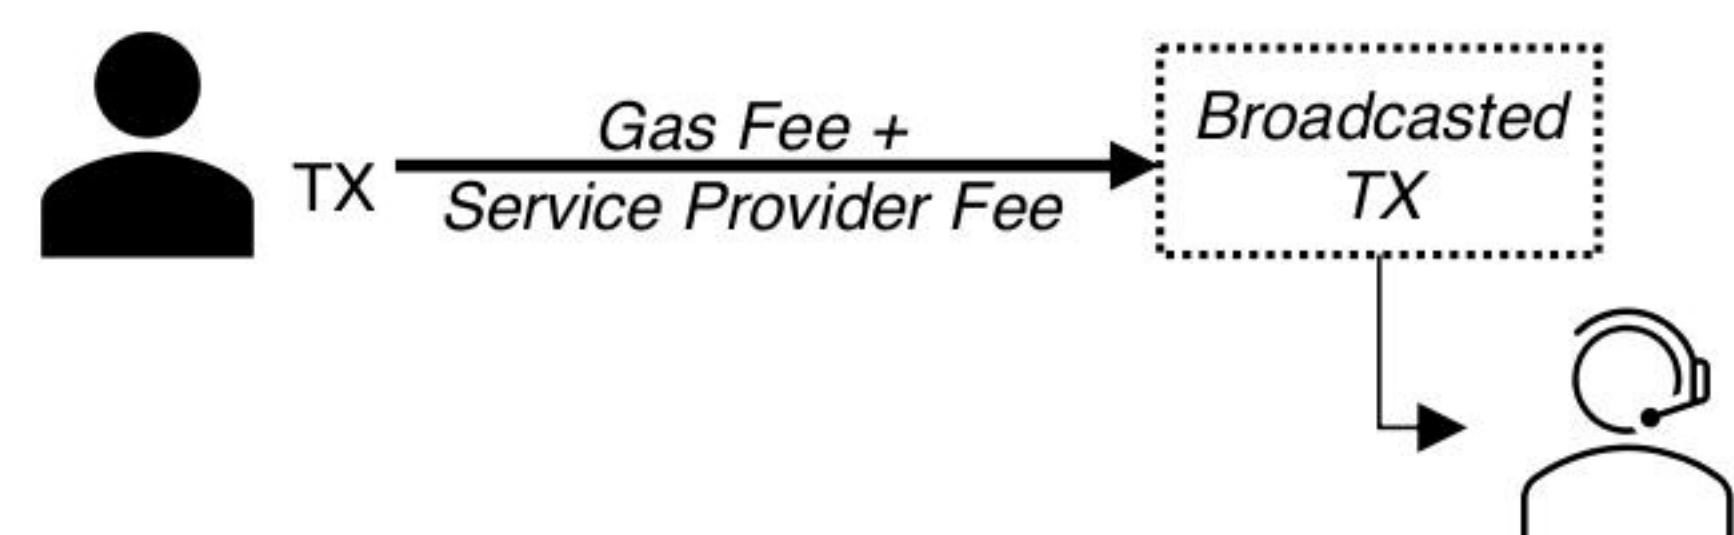 TX
Gas Fee +
Service Provider Fee
Broadcasted
TX